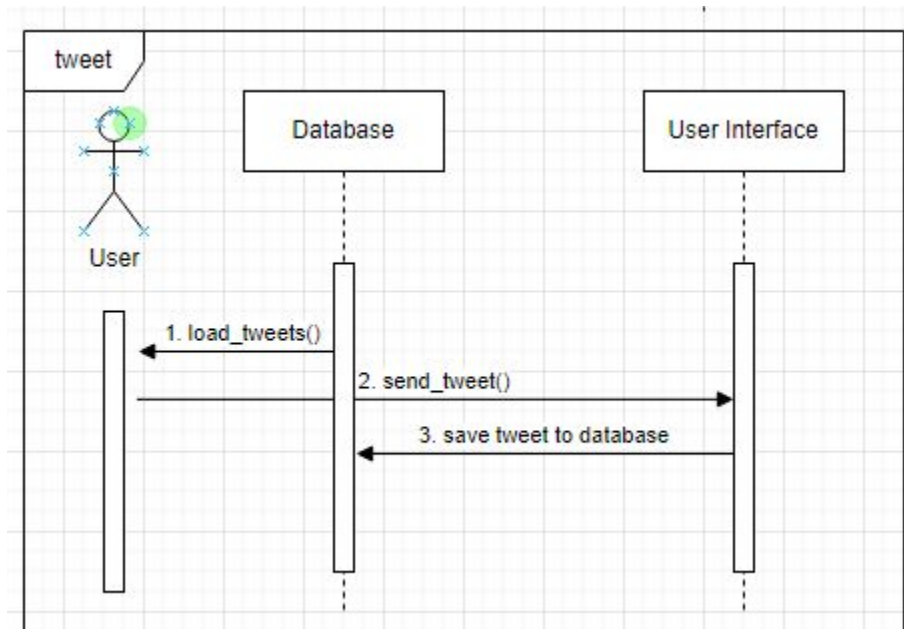 tweet
Database
User Interface
User
1. load_tweets()
2. send_tweet()
3. save tweet to database